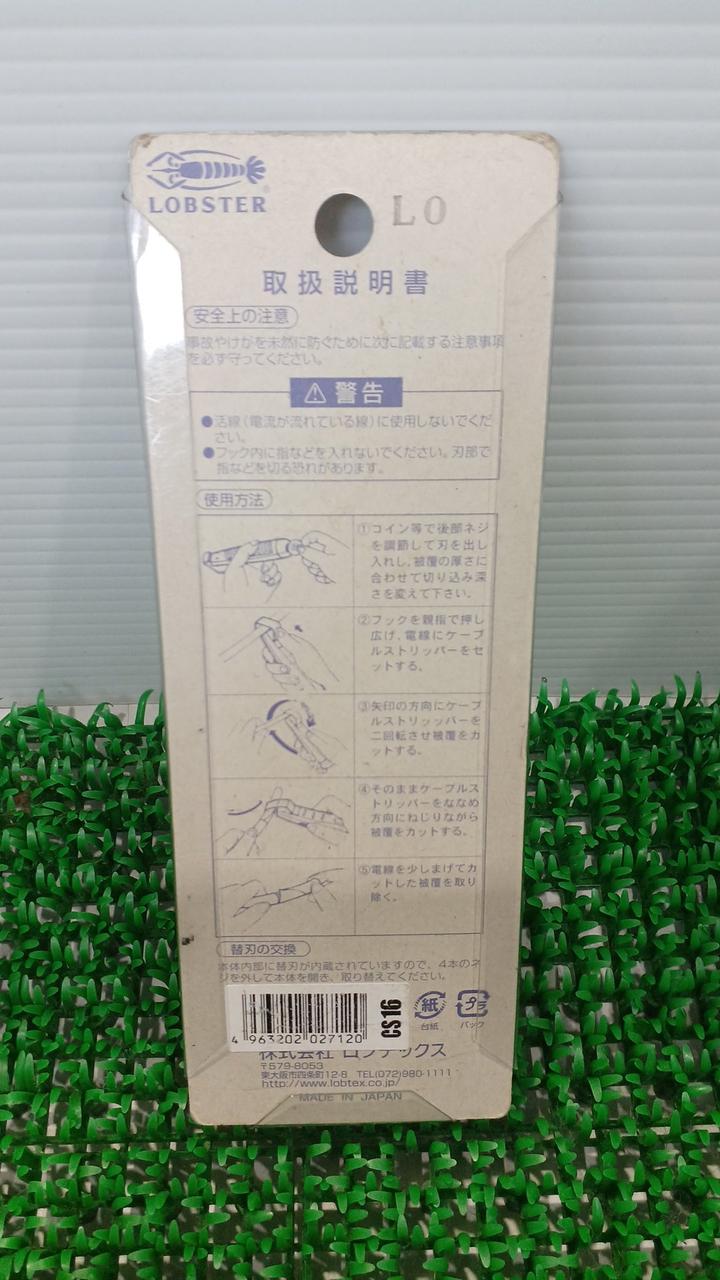 LOBSTER
LO
取扱説明書
安全上の注意
事故やけがを未然に防ぐために次に記載する注意事項
を必ず守ってください。
⚠ 警告
●活線(電流が流れている線)に使用しないでくだ
さい。
●フック内に指などを入れないでください。刃部で
指などを切る恐れがあります。
使用方法
①コイン等で後部ネジ
を調節して刃を出し
入れし、被覆の厚さに
合わせて切り込み深
さを変えて下さい。
②フックを親指で押し
広げ、電線にケーブ
ルストリッパーをセ
ットする。
③矢印の方向にケーブ
ルストリッッパーを
二回転させ被覆をカ
ットする。
④そのままケーブルス
トリッパーをななめ
方向にねじりながら
被覆をカットする。
⑤電線を少しまげてカ
ットした被覆を取り
除く。
替刃の交換
本体内部に替刃が内蔵されていますので、4本のネ
ジを外して本体を開き、取り替えてください。
4 963202 027120
CS16
紙
台紙
プラ
パック
株式会社 ロブテックス
〒579-8053
東大阪市四条町12-8 TEL(072)980-1111
http://www.lobtex.co.jp/
MADE IN JAPAN